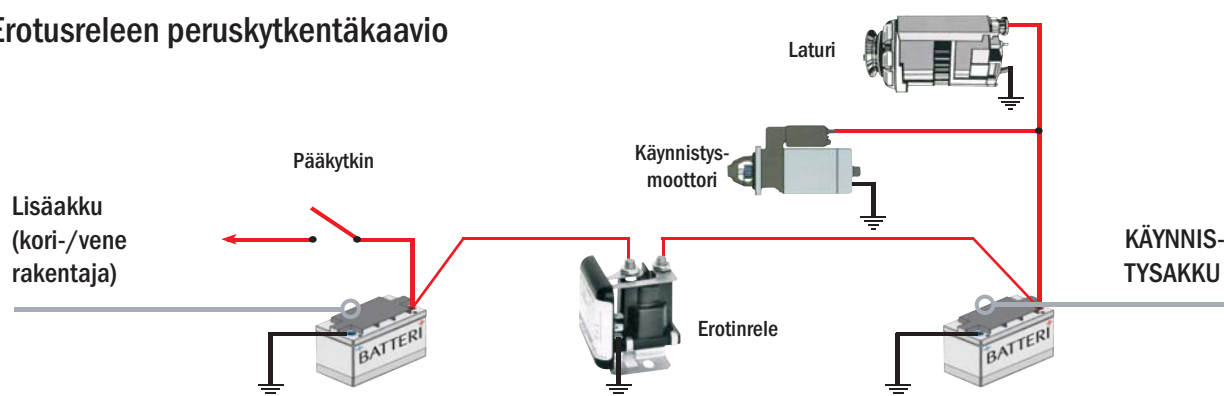 Erotusreleen peruskytkentäkaavio
Laturi
Käynnistys-
moottori
Pääkytkin
Lisäakku
(kori-/vene
rakentaja)
KÄYNNIS-
TYSAKKU
Erotinrele
BATTERI
BATTERI